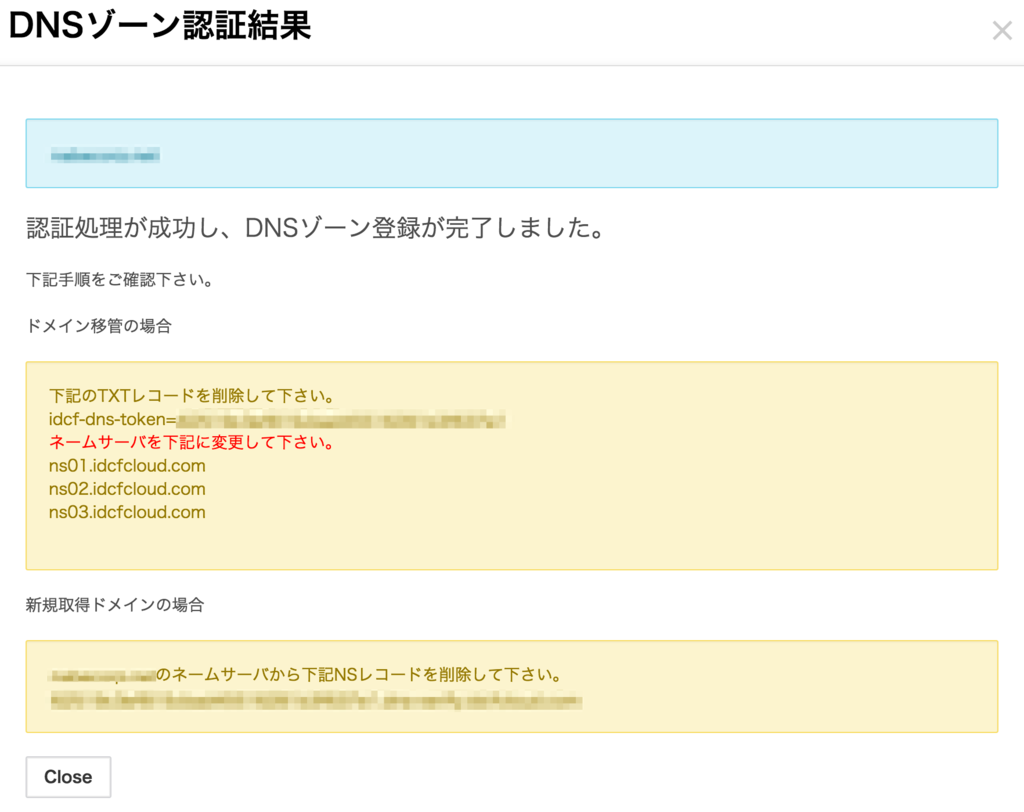 DNSゾーン認証結果
×
認証処理が成功し、DNSゾーン登録が完了しました。
下記手順をご確認下さい。
ドメイン移管の場合
下記のTXTレコードを削除して下さい。
idcf-dns-token=
ネームサーバを下記に変更して下さい。
ns01.idcfcloud.com
ns02.idcfcloud.com
ns03.idcfcloud.com
新規取得ドメインの場合
のネームサーバから下記NSレコードを削除して下さい。
Close